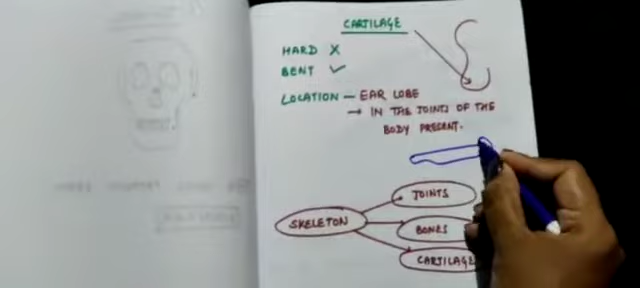 CARTILAGE
HARD X
BENT ✓
LOCATION — EAR LOBE
→ IN THE JOINTS OF THE
BODY PRESENT.
JOINTS
SKELETON
BONES
CARTILAGE